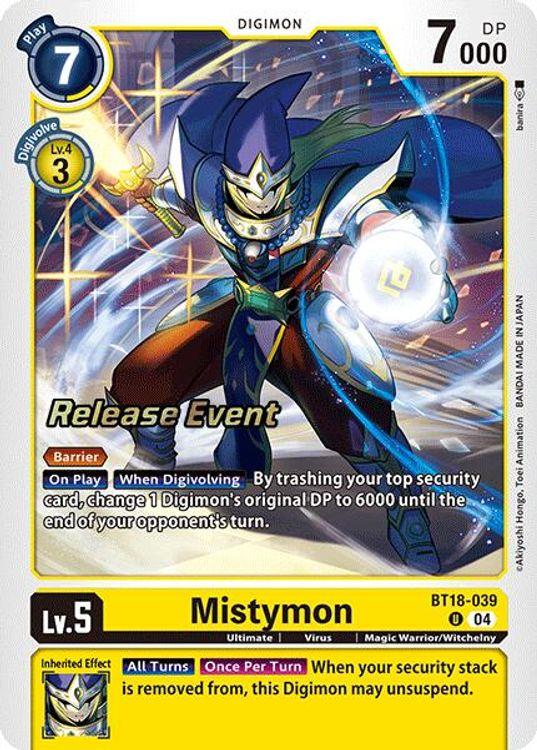 DIGIMON
Play
7
7000
DP
Digivolve
Lv.4
3
banira
Release Event
Barrier
On Play When Digivolving By trashing your top security
card, change 1 Digimon's original DP to 6000 until the
end of your opponent's turn.
©Akiyoshi Hongo, Toei Animation BANDAI MADE IN JAPAN
Lv.5
Mistymon
BT18-039
U 04
Ultimate | Virus | Magic Warrior/Witchelny
Inherited Effect
All Turns Once Per Turn When your security stack
is removed from, this Digimon may unsuspend.